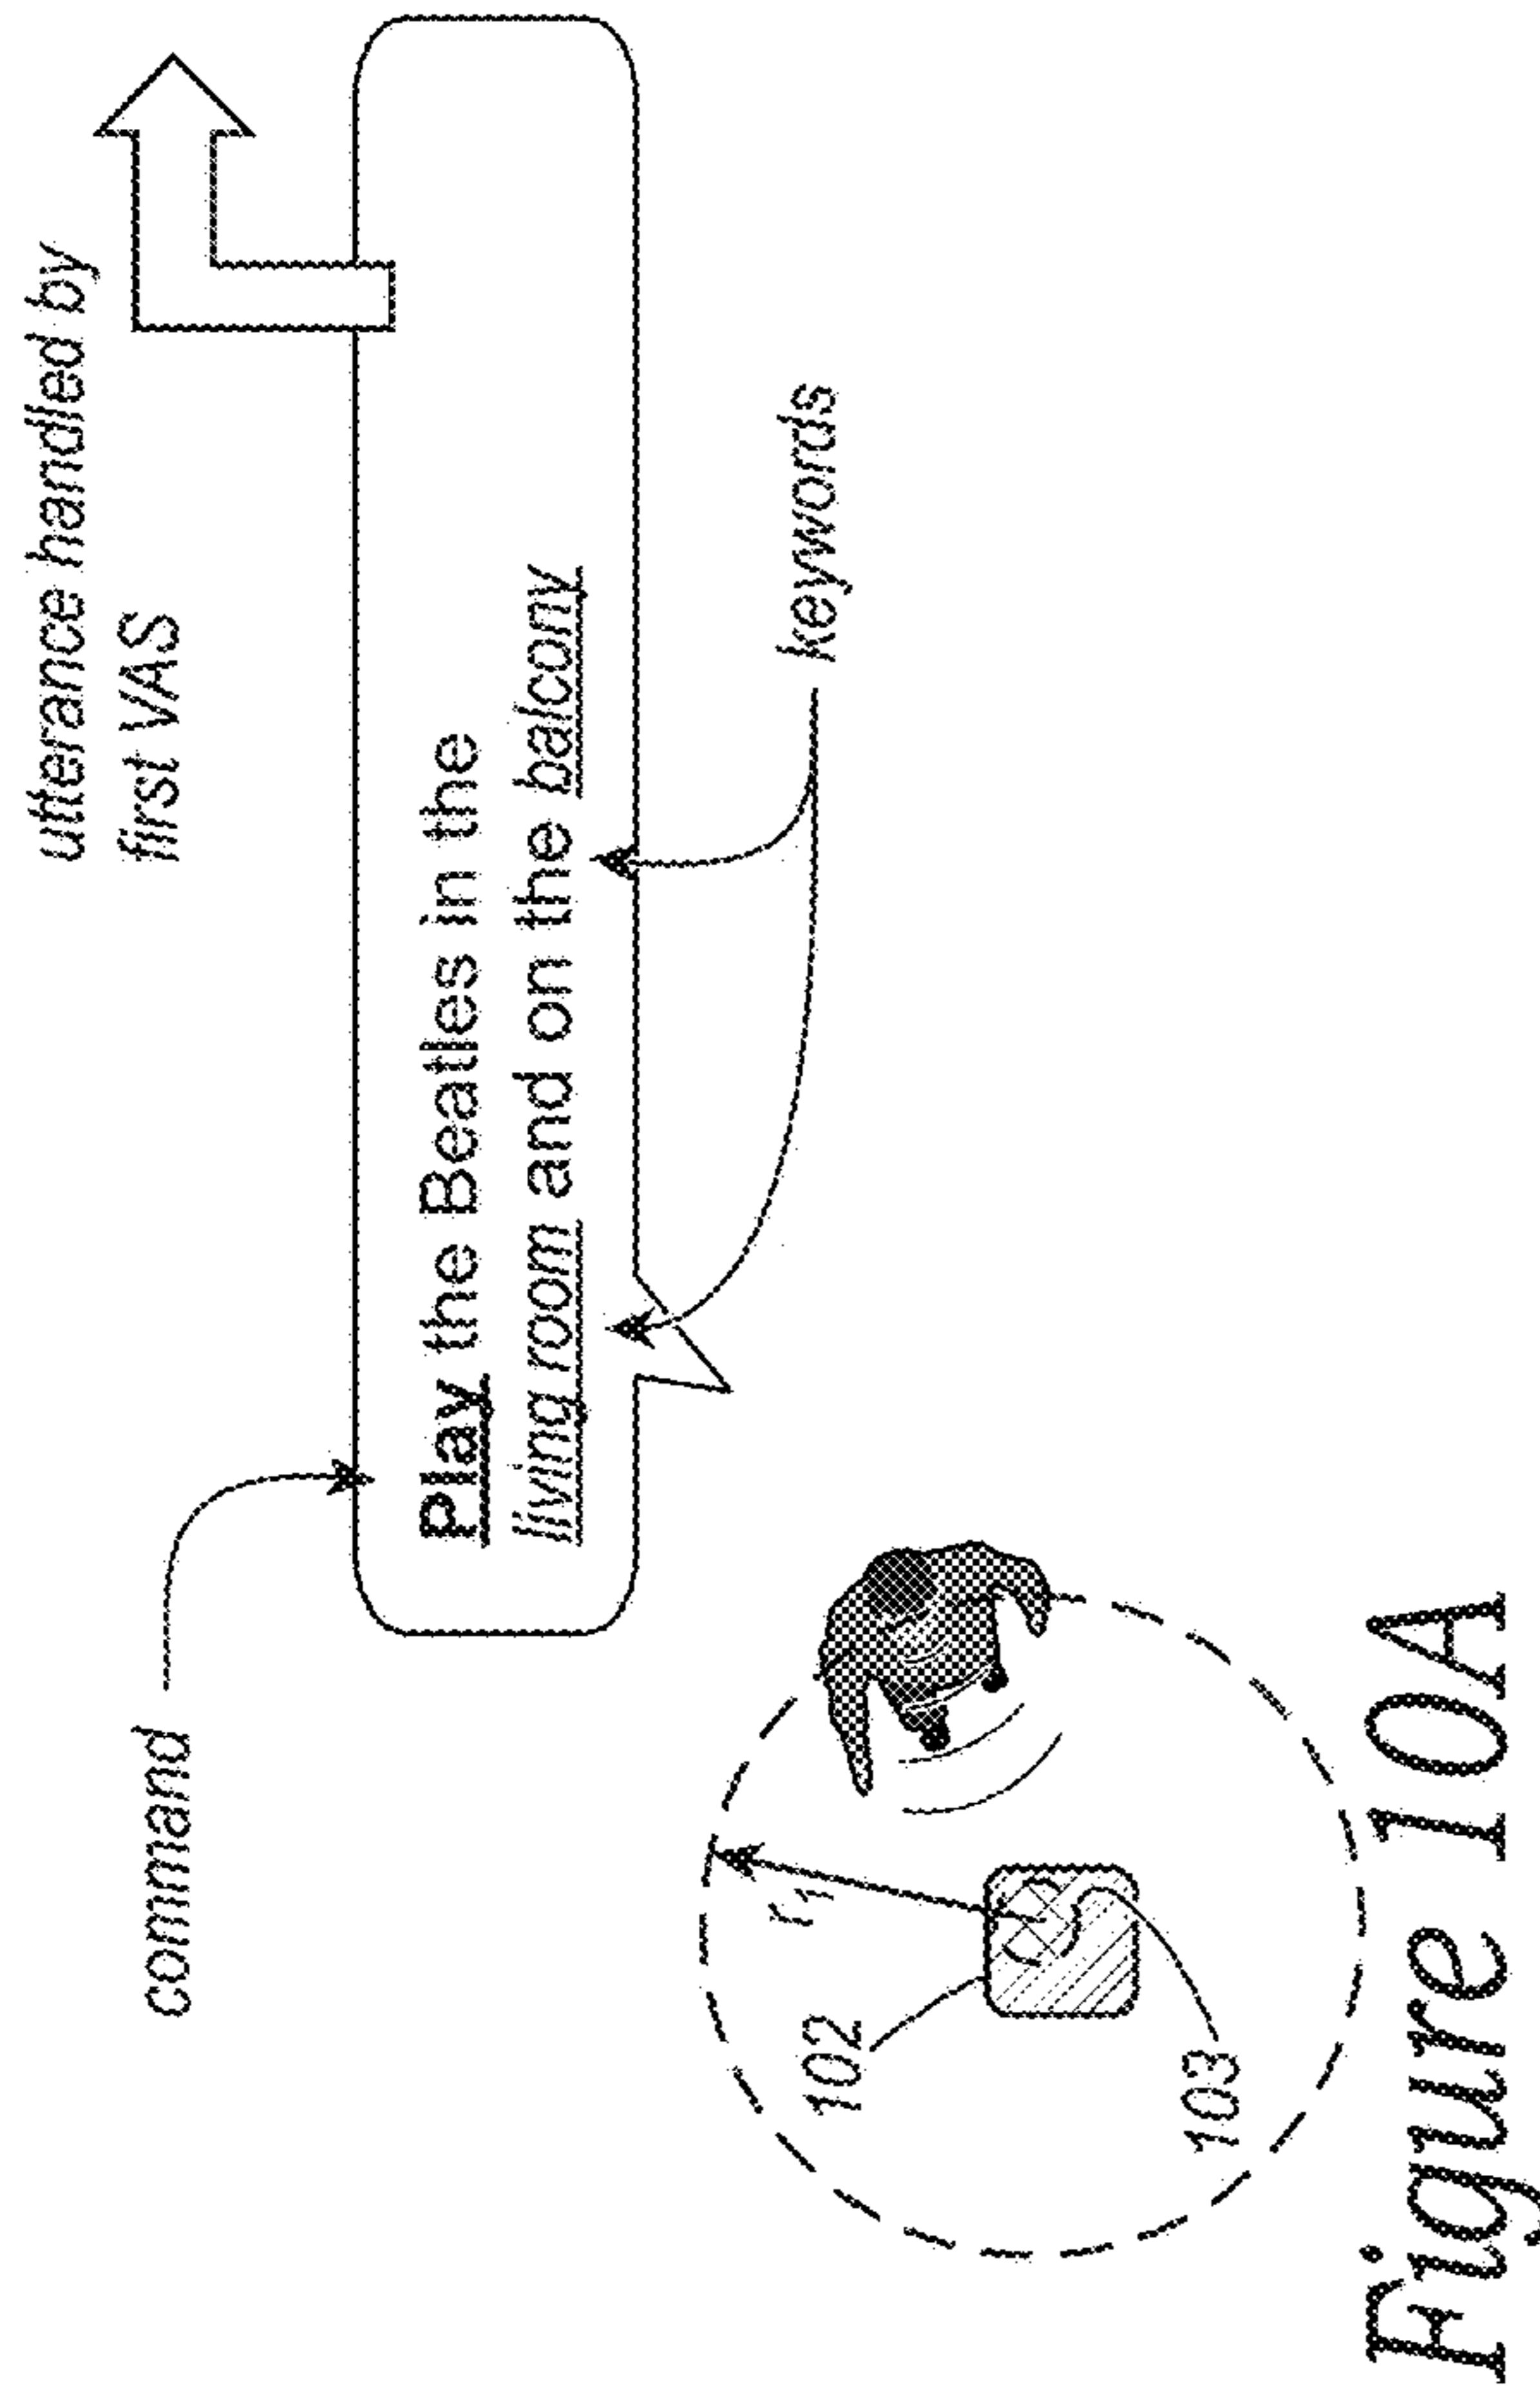 command
utterance handled by
first VAS
Play the Beatles in the
living room and on the balcony
keywords
102
r1
103
Figure 10A